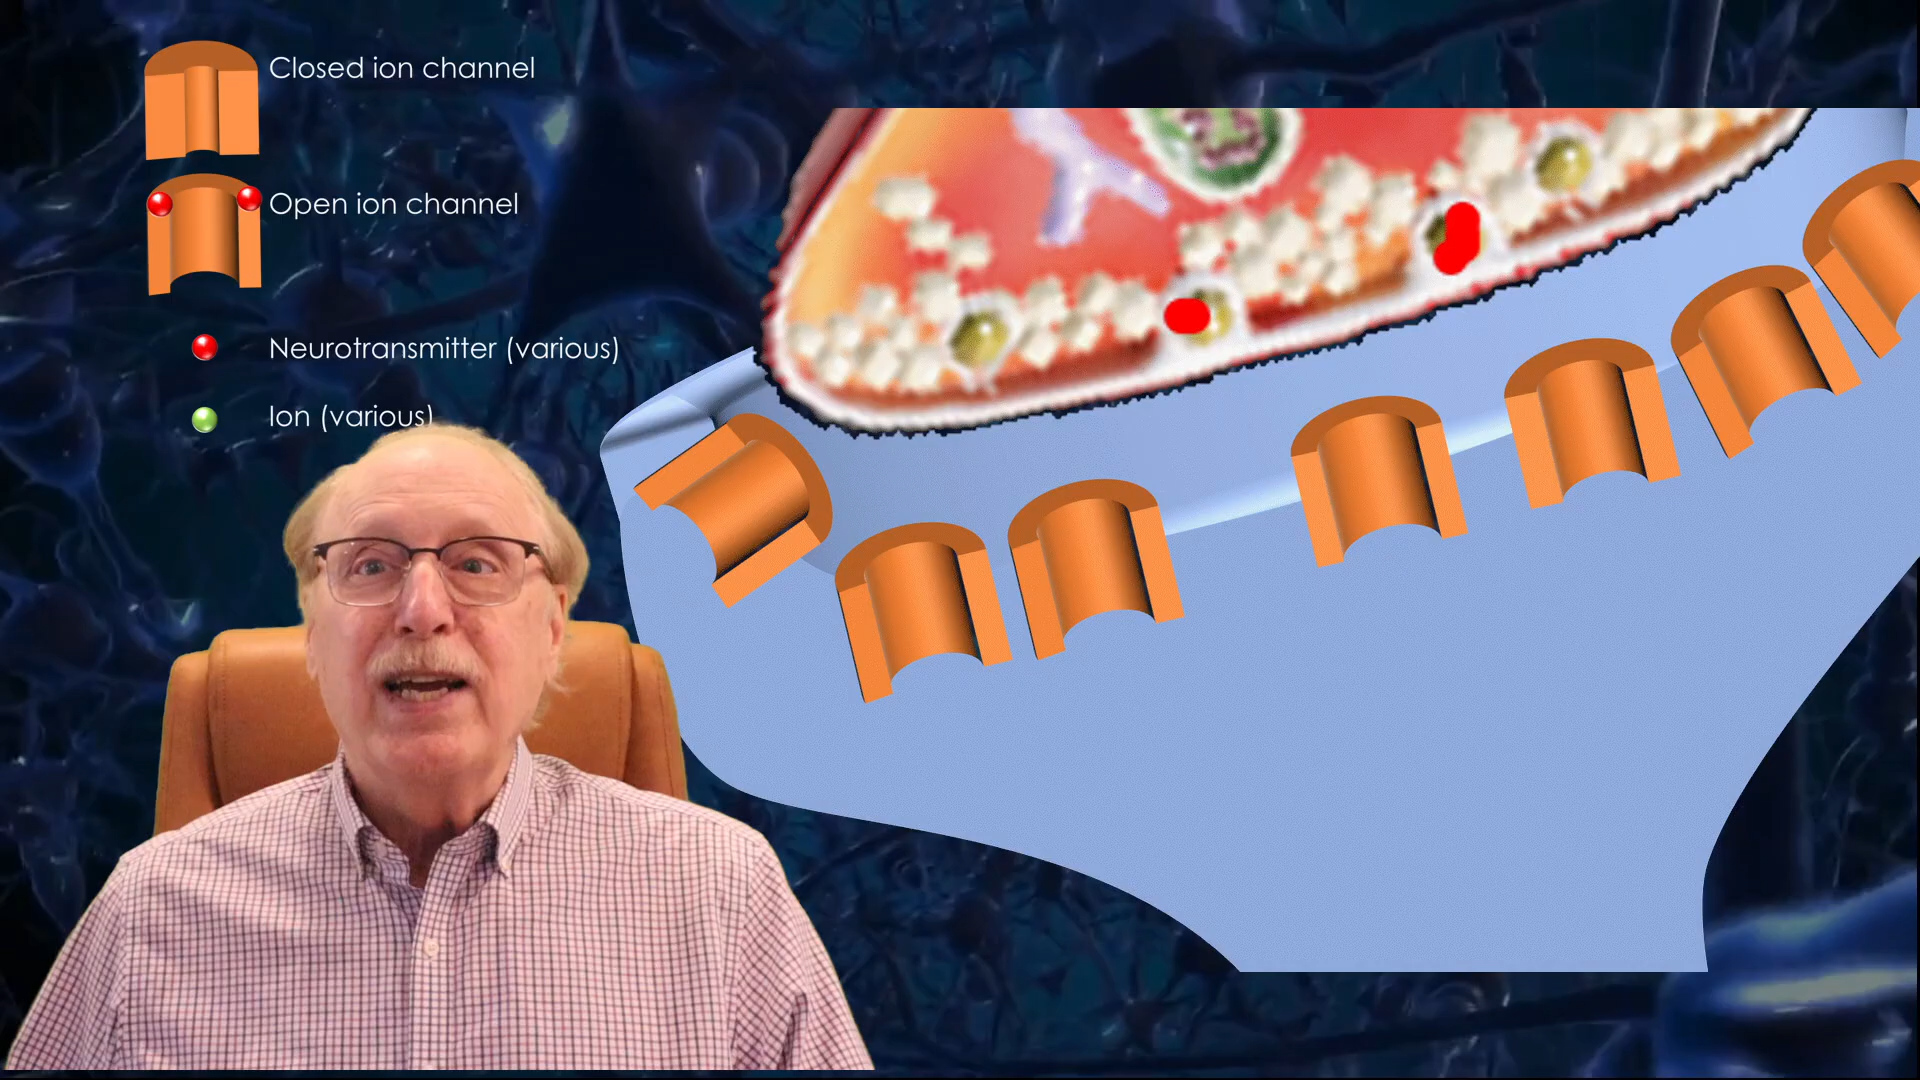 Closed ion channel
Open ion channel
Neurotransmitter (various)
Ion (various)